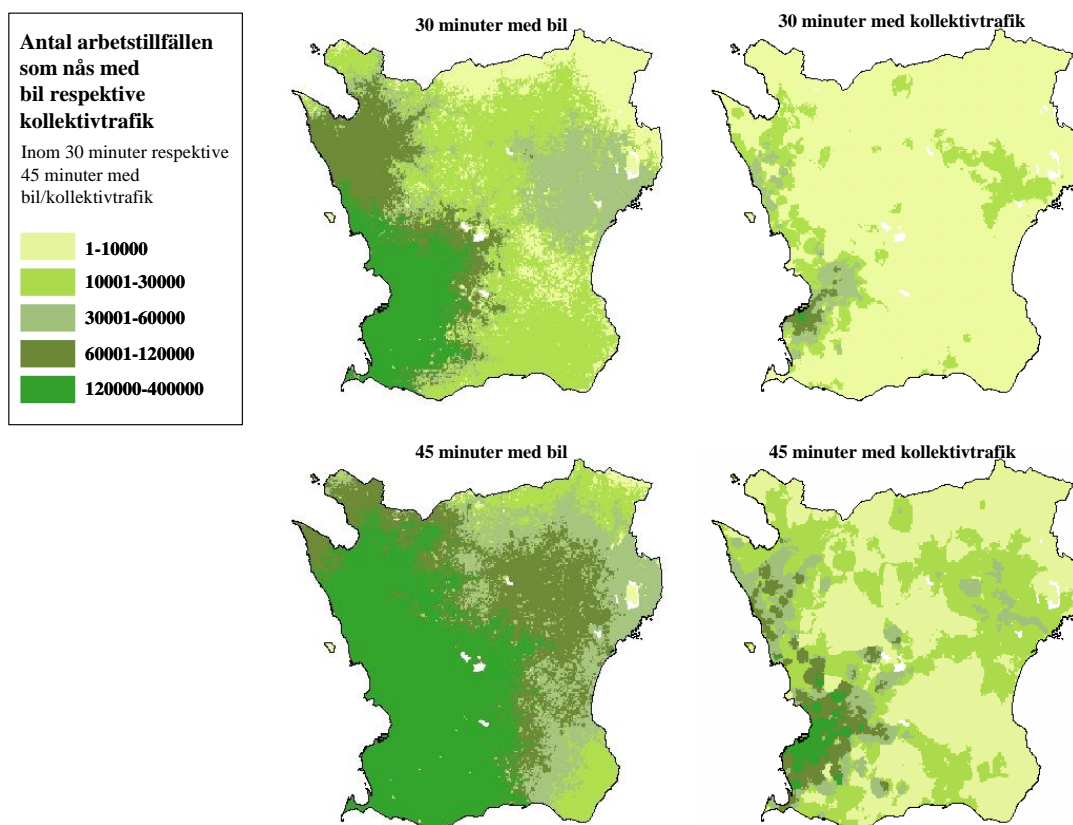 Antal arbetstillfällen
som nås med
bil respektive
kollektivtrafik
Inom 30 minuter respektive
45 minuter med
bil/kollektivtrafik
1-10000
10001-30000
30001-60000
60001-120000
120000-400000
30 minuter med bil
30 minuter med kollektivtrafik
45 minuter med bil
45 minuter med kollektivtrafik